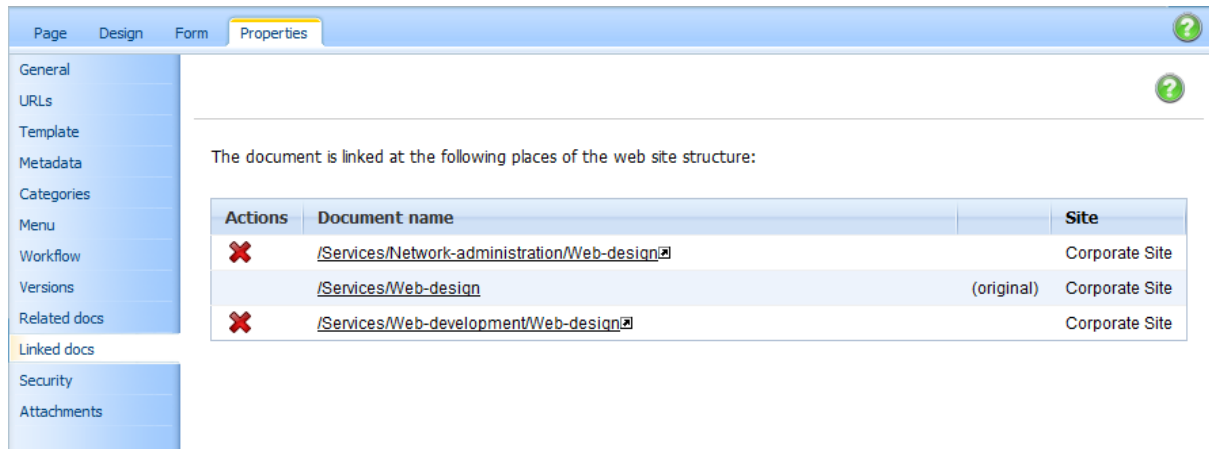 Page Design Form Properties
General
URLs
Template
Metadata
Categories
Menu
Workflow
Versions
Related docs
Linked docs
Security
Attachments
The document is linked at the following places of the web site structure:
Actions Document name Site
/Services/Network-administration/Web-design Corporate Site
/Services/Web-design (original) Corporate Site
/Services/Web-development/Web-design Corporate Site